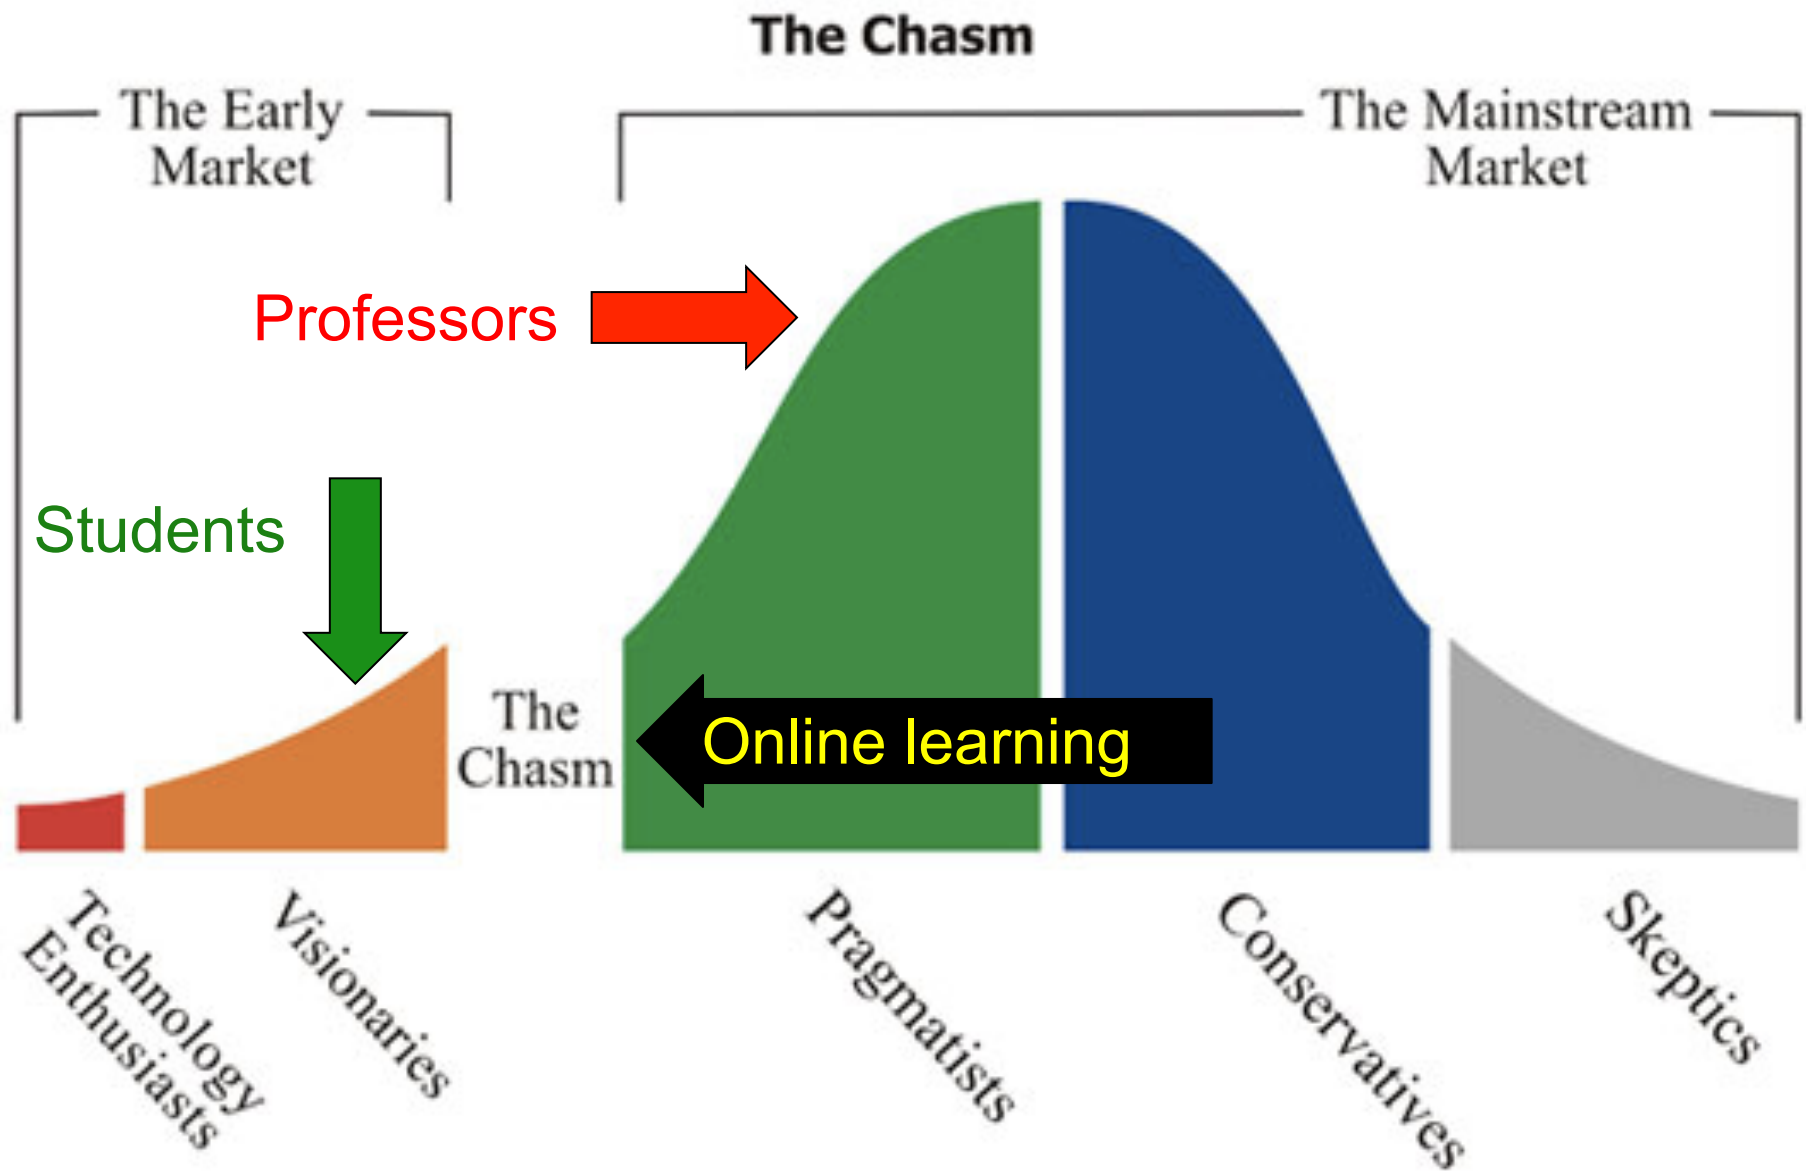 The Chasm
The Early
Market
The Mainstream
Market
Professors
Students
The
Chasm
Online learning
Technology
Enthusiasts
Visionaries
Pragmatists
Conservatives
Skeptics